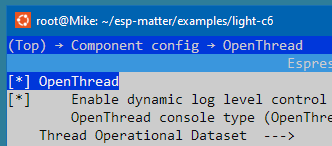 root@Mike: ~/esp-matter/examples/light-c6
(Top) → Component config → OpenThread
Espres
[*] OpenThread
[*]     Enable dynamic log level control
        OpenThread console type (OpenThr
    Thread Operational Dataset  --->